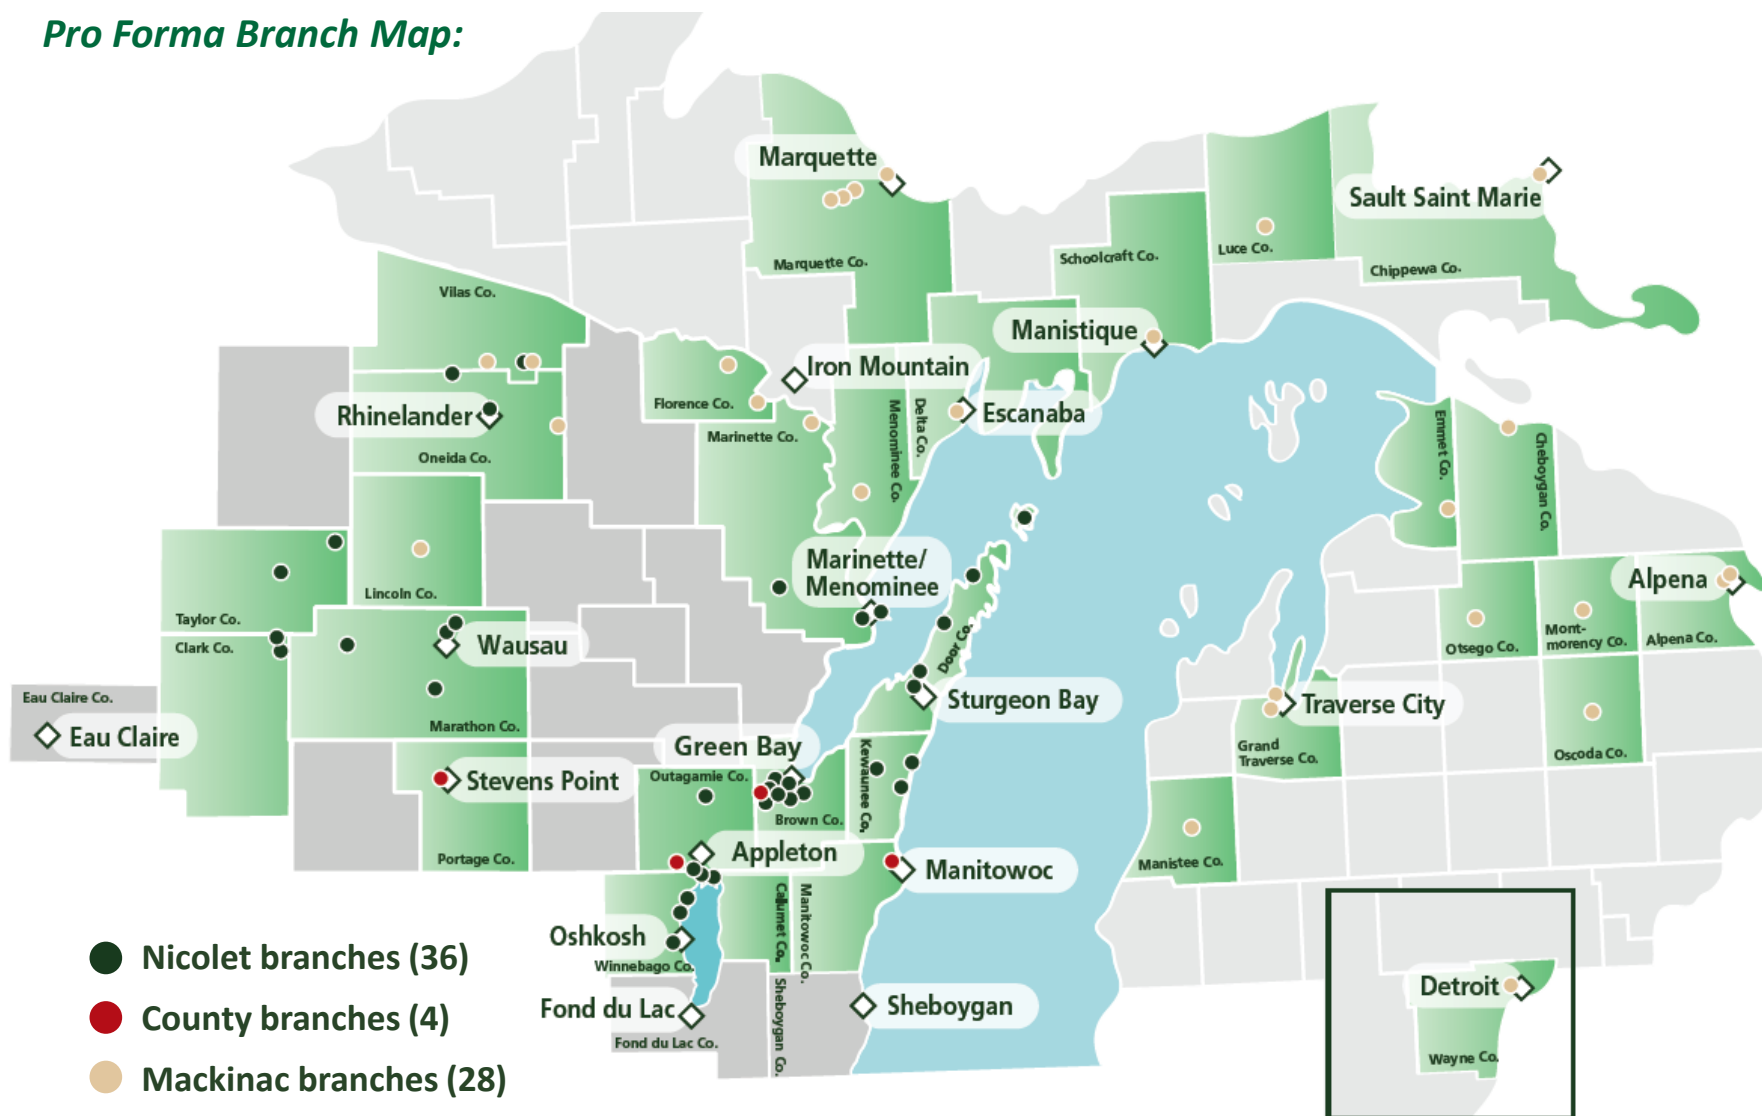 Pro Forma Branch Map:
Marquette
Sault Saint Marie
Luce Co.
Schoolcraft Co.
Marquette Co.
Chippewa Co.
Vilas Co.
Manistique
Iron Mountain
Florence Co.
Rhinelander
Escanaba
Marinette Co.
Menominee Co.
Delta Co.
Emmet Co.
Cheboygan Co.
Oneida Co.
Marinette/
Menominee
Alpena
Lincoln Co.
Taylor Co.
Clark Co.
Wausau
Door Co.
Otsego Co.
Mont-
morency Co.
Alpena Co.
Eau Claire Co.
Sturgeon Bay
Traverse City
Marathon Co.
Eau Claire
Green Bay
Grand
Traverse Co.
Oscoda Co.
Stevens Point
Outagamie Co.
Kewaunee Co.
Brown Co.
Appleton
Portage Co.
Manitowoc
Manistee Co.
Calumet Co.
Manitowoc Co.
Oshkosh
Winnebago Co.
Nicolet branches (36)
Detroit
Fond du Lac
Sheboygan
Sheboygan Co.
County branches (4)
Fond du Lac Co.
Wayne Co.
Mackinac branches (28)